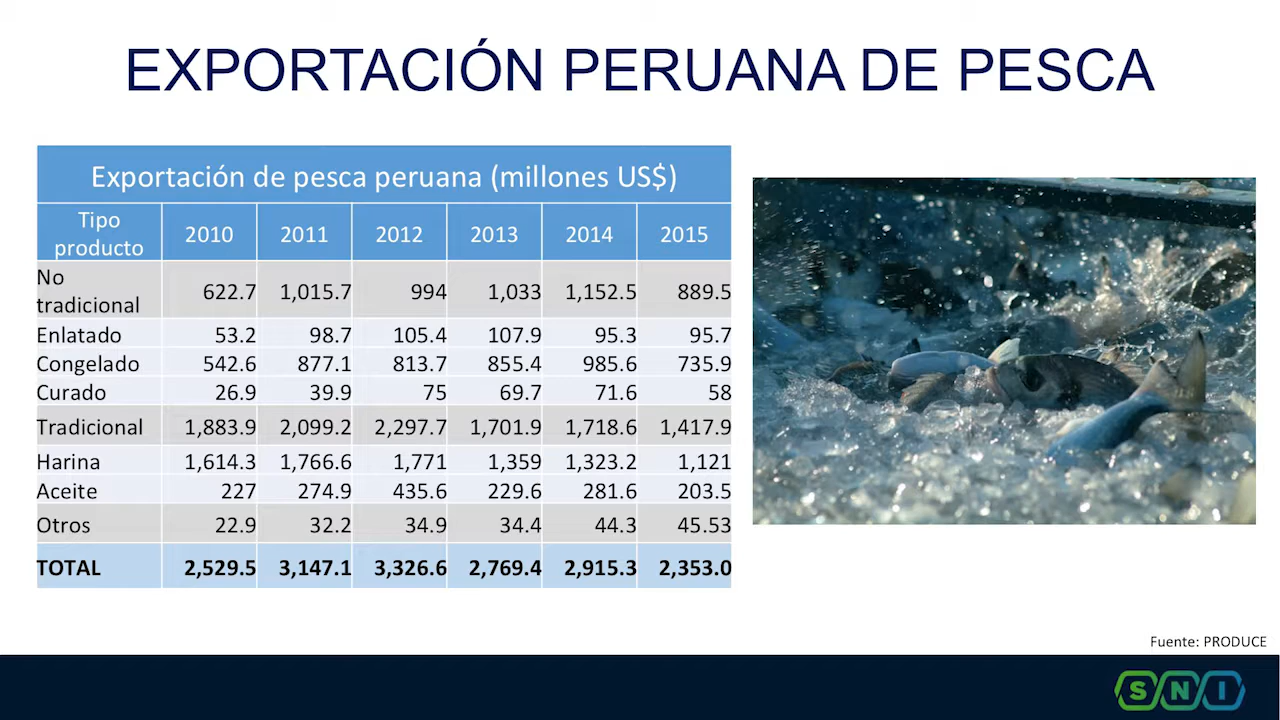 EXPORTACIÓN PERUANA DE PESCA
Exportación de pesca peruana (millones US$)
Tipo producto 2010 2011 2012 2013 2014 2015
No tradicional 622.7 1,015.7 994 1,033 1,152.5 889.5
Enlatado 53.2 98.7 105.4 107.9 95.3 95.7
Congelado 542.6 877.1 813.7 855.4 985.6 735.9
Curado 26.9 39.9 75 69.7 71.6 58
Tradicional 1,883.9 2,099.2 2,297.7 1,701.9 1,718.6 1,417.9
Harina 1,614.3 1,766.6 1,771 1,359 1,323.2 1,121
Aceite 227 274.9 435.6 229.6 281.6 203.5
Otros 22.9 32.2 34.9 34.4 44.3 45.53
TOTAL 2,529.5 3,147.1 3,326.6 2,769.4 2,915.3 2,353.0
Fuente: PRODUCE
SNI